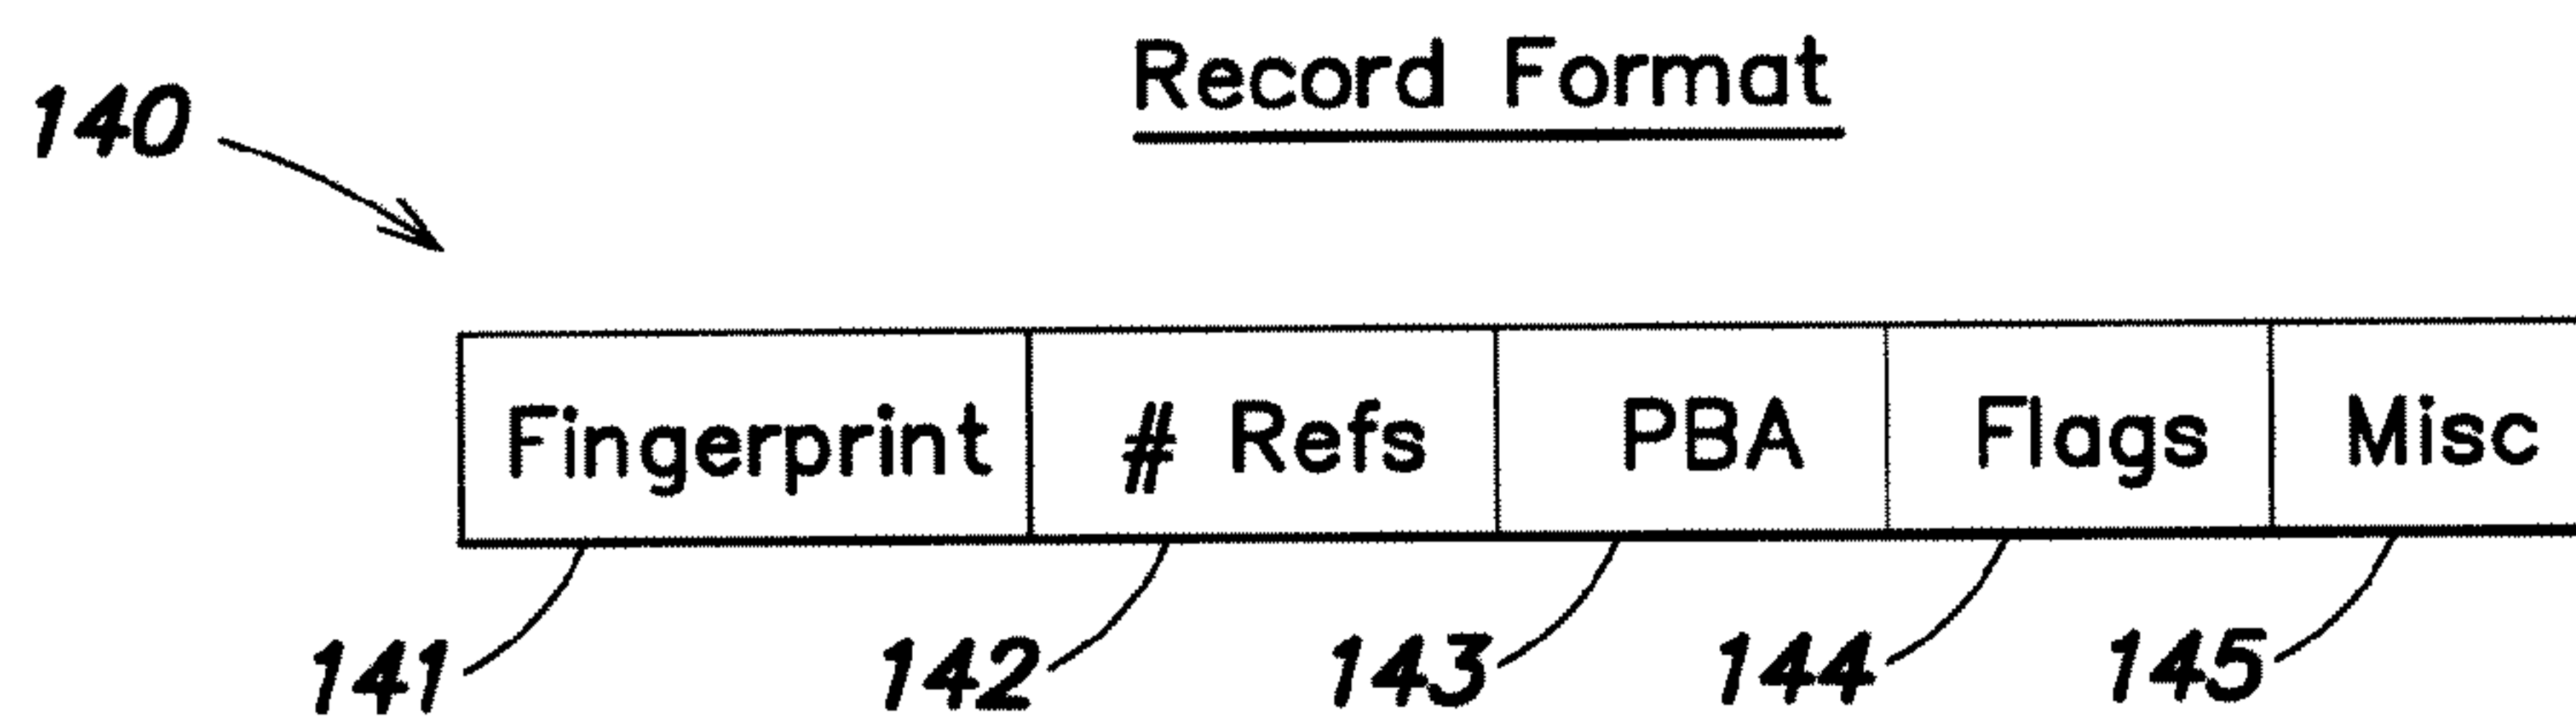 Record Format
140
Fingerprint # Refs PBA Flags Misc
141 142 143 144 145